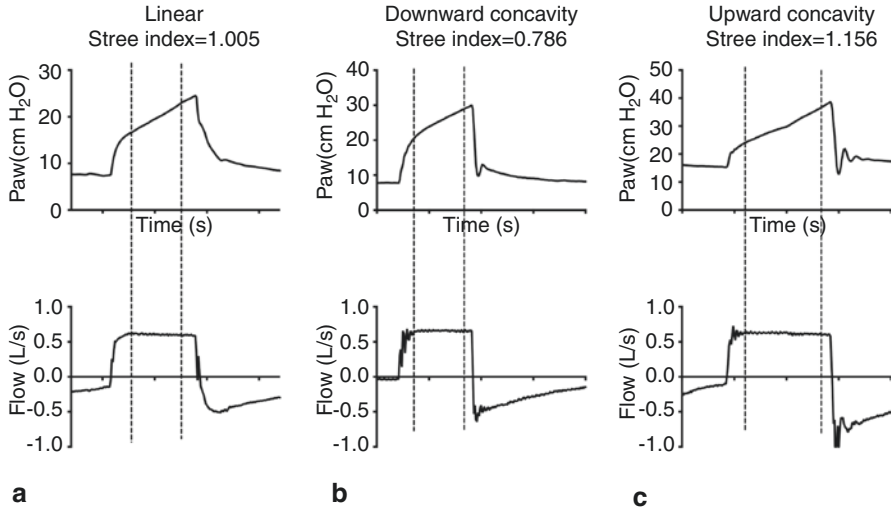 Linear
Stree index=1.005
Downward concavity
Stree index=0.786
Upward concavity
Stree index=1.156
Paw(cm H₂O)
30
20
10
0
Paw(cm H₂O)
40
30
20
10
0
Paw(cm H₂O)
50
40
30
20
10
0
Time (s)
Time (s)
Time (s)
Flow (L/s)
1.0
0.5
0.0
-0.5
-1.0
Flow (L/s)
1.0
0.5
0.0
-0.5
-1.0
Flow (L/s)
1.0
0.5
0.0
-0.5
-1.0
a
b
c